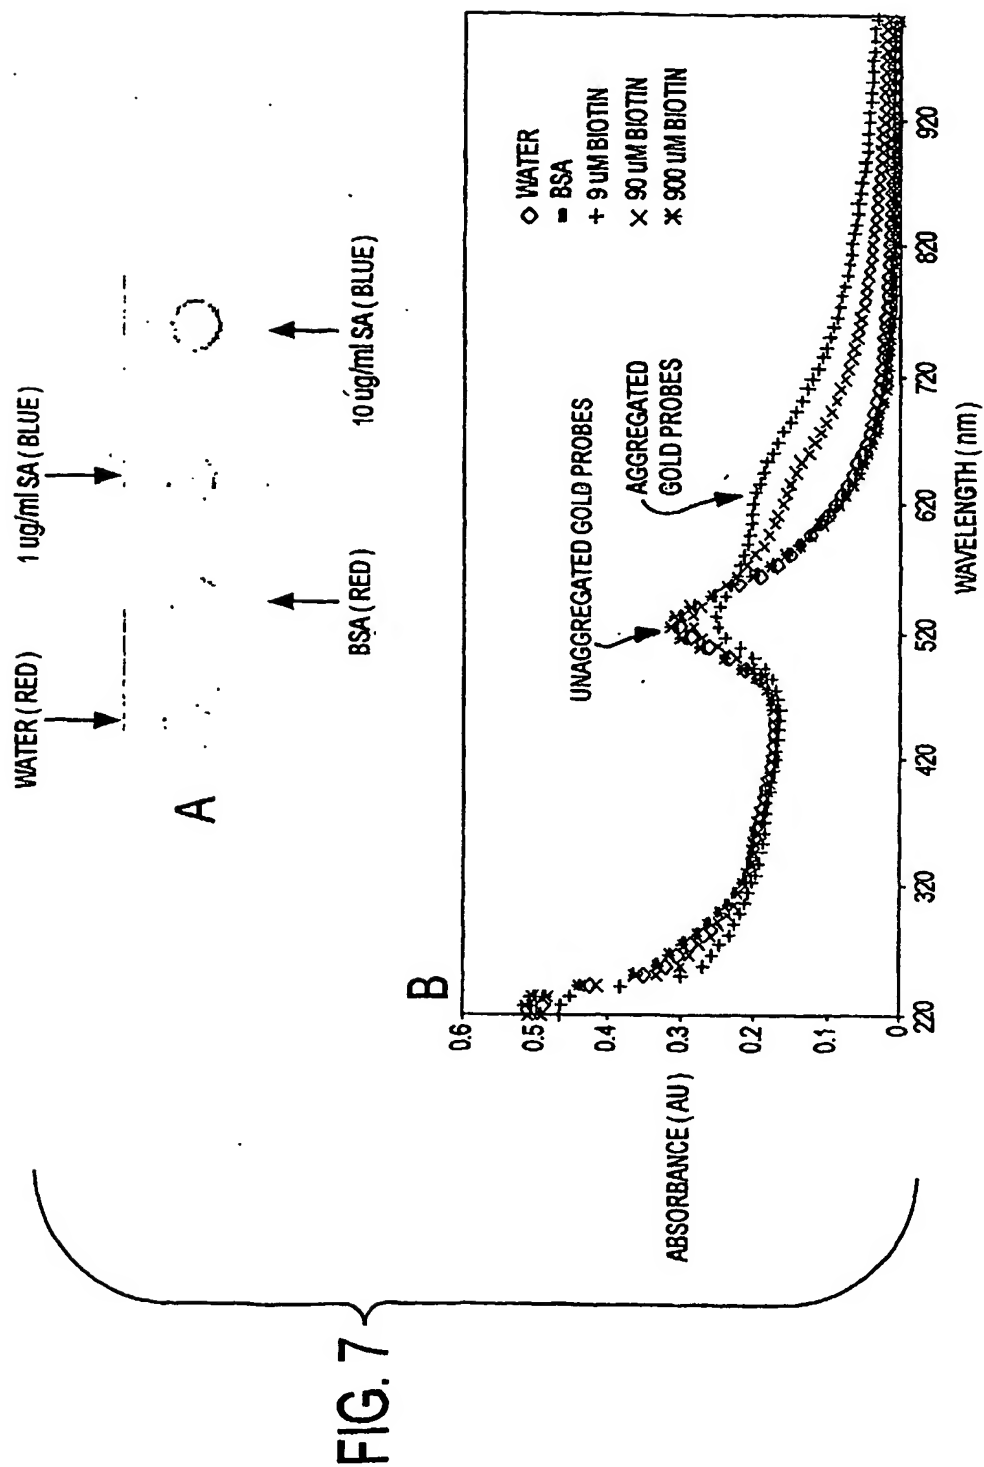 FIG. 7
A
WATER (RED)
1 ug/ml SA (BLUE)
BSA (RED)
10 ug/ml SA (BLUE)
B
ABSORBANCE (AU)
0.6
0.5
0.4
0.3
0.2
0.1
0
UNAGGREGATED GOLD PROBES
AGGREGATED
GOLD PROBES
◇ WATER
- BSA
+ 9 uM BIOTIN
× 90 uM BIOTIN
ж 900 uM BIOTIN
220 320 420 520 620 720 820 920
WAVELENGTH (nm)